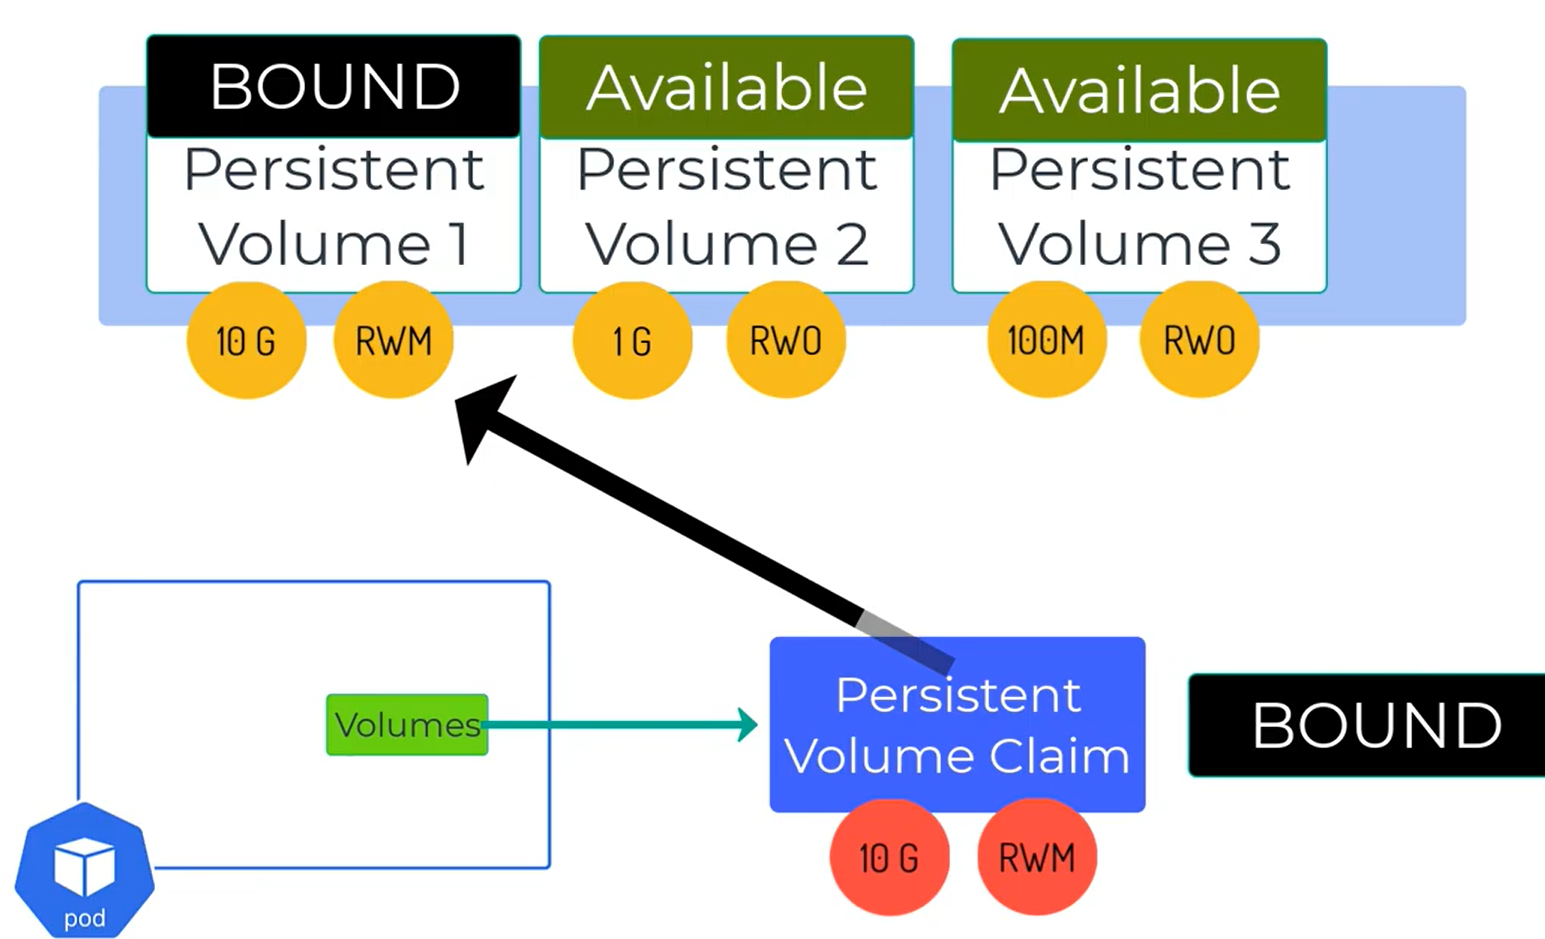 BOUND
Available
Available
Persistent
Volume 1
Persistent
Volume 2
Persistent
Volume 3
10 G
RWM
1 G
RWO
100M
RWO
Volumes
Persistent
Volume Claim
BOUND
10 G
RWM
pod